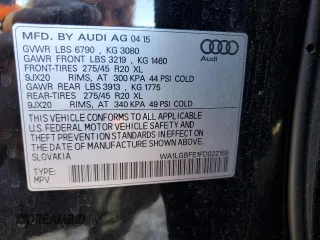 MFD. BY AUDI AG 04 15
GVWR LBS 6790 , KG 3080
GAWR FRONT LBS 3219 , KG 1460
FRONT-TIRES 275/45 R20 XL
9JX20 RIMS, AT 300 KPA 44 PSI COLD
GAWR REAR LBS 3913 , KG 1775
FRONT-TIRES 275/45 R20 XL
9JX20 RIMS, AT 340 KPA 49 PSI COLD
Audi
THIS VEHICLE CONFORMS TO ALL APPLICABLE
U.S. FEDERAL MOTOR VEHICLE SAFETY, BUMPER
AND THEFT PREVENTION STANDARDS IN EFFECT
ON THE DATE OF MANUFACTURE SHOWN ABOVE.
SLOVAKIA
TYPE:
MPV